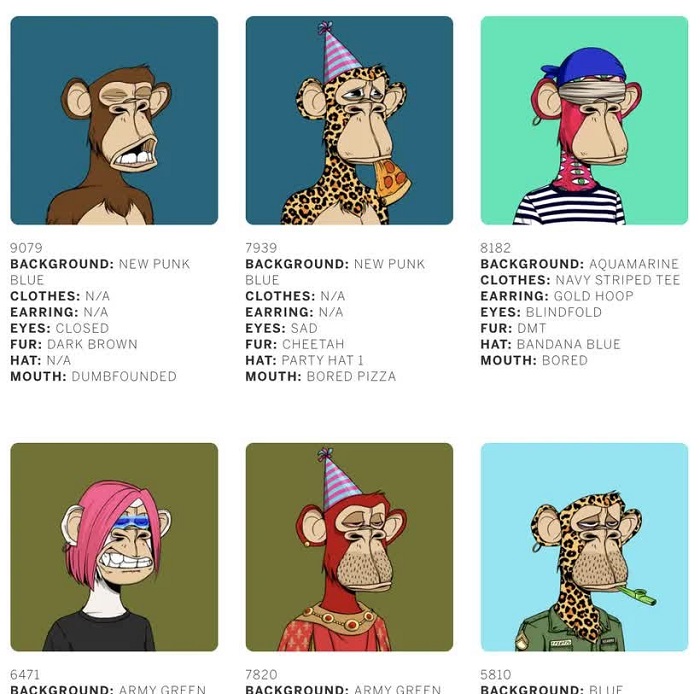 9079
BACKGROUND: NEW PUNK
BLUE
CLOTHES: N/A
EARRING: N/A
EYES: CLOSED
FUR: DARK BROWN
HAT: N/A
MOUTH: DUMBFOUNDED
7939
BACKGROUND: NEW PUNK
BLUE
CLOTHES: N/A
EARRING: N/A
EYES: SAD
FUR: CHEETAH
HAT: PARTY HAT 1
MOUTH: BORED PIZZA
8182
BACKGROUND: AQUAMARINE
CLOTHES: NAVY STRIPED TEE
EARRING: GOLD HOOP
EYES: BLINDFOLD
FUR: DMT
HAT: BANDANA BLUE
MOUTH: BORED
6471
BACKGROUND: ARMY GREEN
7820
BACKGROUND: ARMY GREEN
5810
BACKGROUND: BLUE